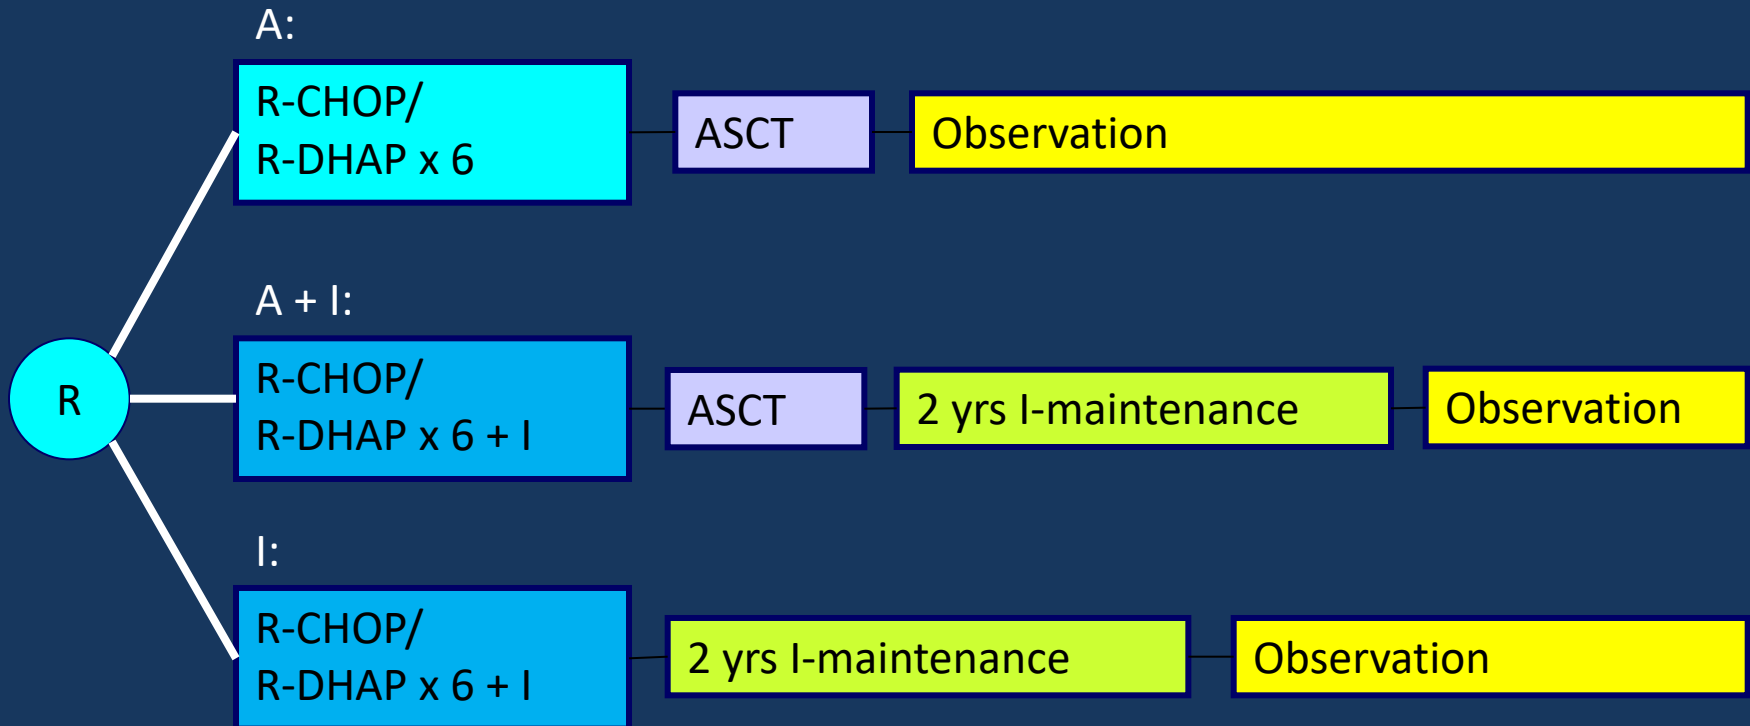 A:
R-CHOP/
R-DHAP x 6
ASCT
Observation
A + I:
R
R-CHOP/
R-DHAP x 6 + I
ASCT
2 yrs I-maintenance
Observation
I:
R-CHOP/
R-DHAP x 6 + I
2 yrs I-maintenance
Observation